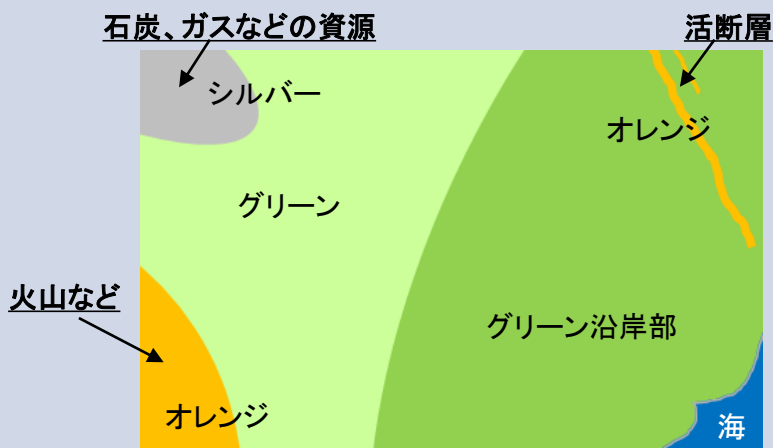 石炭、ガスなどの資源
活断層
シルバー
オレンジ
グリーン
火山など
グリーン沿岸部
オレンジ
海